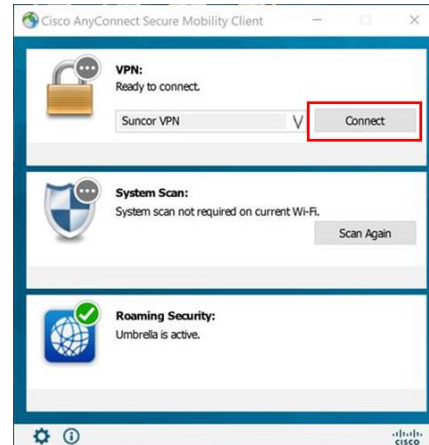 Cisco AnyConnect Secure Mobility Client
VPN:
Ready to connect.
Suncor VPN
Connect
System Scan:
System scan not required on current Wi-Fi.
Scan Again
Roaming Security:
Umbrella is active.
CISCO